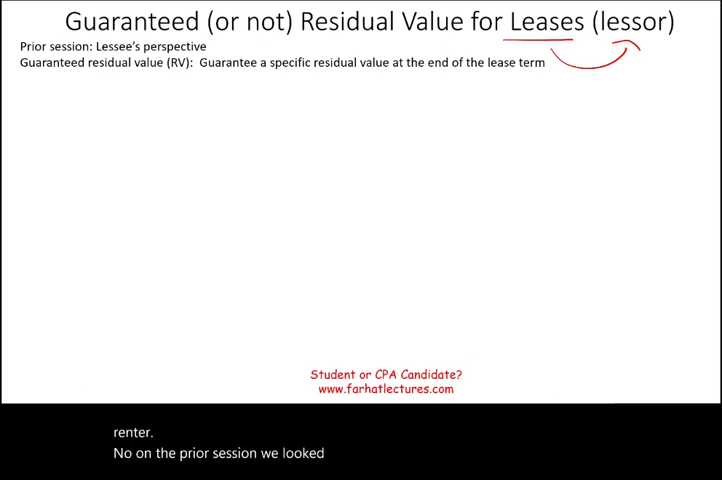 Guaranteed (or not) Residual Value for Leases (lessor)
Prior session: Lessee's perspective
Guaranteed residual value (RV):  Guarantee a specific residual value at the end of the lease term
Student or CPA Candidate?
www.farhatlectures.com
renter.
No on the prior session we looked